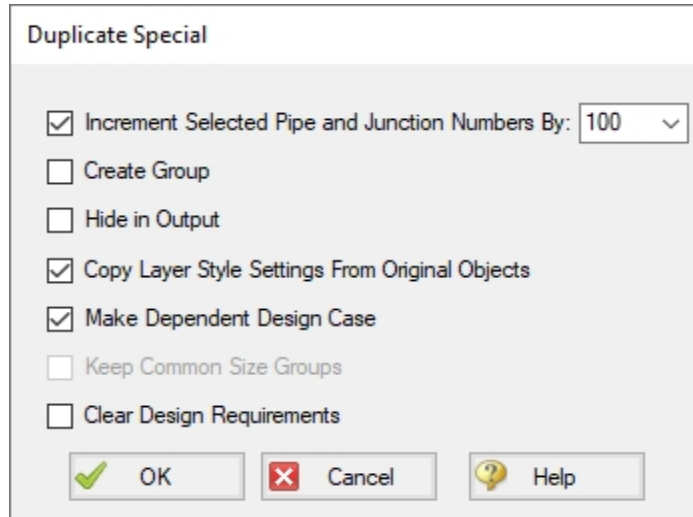 Duplicate Special
Increment Selected Pipe and Junction Numbers By: 100
Create Group
Hide in Output
Copy Layer Style Settings From Original Objects
Make Dependent Design Case
Keep Common Size Groups
Clear Design Requirements
OK Cancel Help